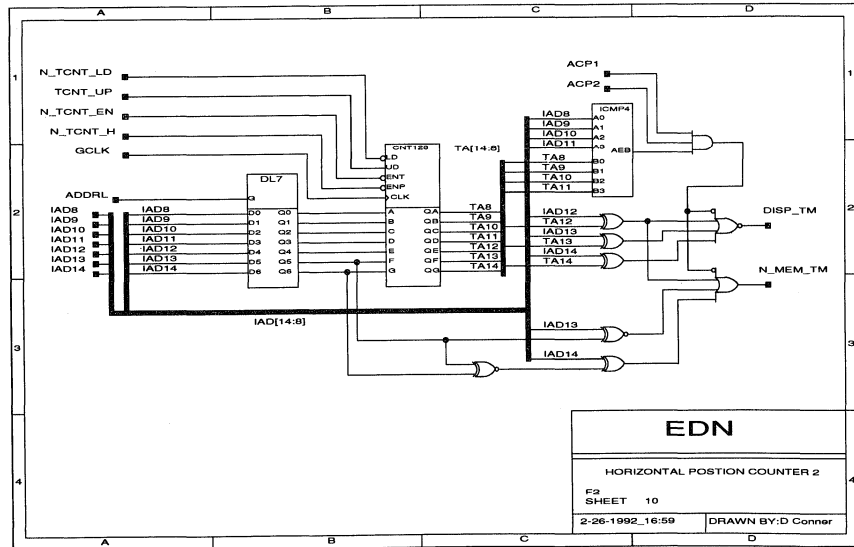 A B C D
1 1
N_TCNT_LD
TCNT_UP
N_TCNT_EN
N_TCNT_H
GCLK
ADDRL
ACP1
ACP2
ICMP4
IAD8 A0
IAD9 A1
IAD10 A2
IAD11 A3
AEB
TA[14:8]
TA8 B0
TA9 B1
TA10 B2
TA11 B3
CNT128
LD
UD
ENT
ENP
CLK
DL7
G
2 2
IAD8 IAD8 D0 Q0 A QA TA8
IAD9 IAD9 D1 Q1 B QB TA9
IAD10 IAD10 D2 Q2 C QC TA10
IAD11 IAD11 D3 Q3 D QD TA11
IAD12 IAD12 D4 Q4 E QE TA12
IAD13 IAD13 D5 Q5 F QF TA13
IAD14 IAD14 D6 Q6 G QG TA14
IAD12
TA12
IAD13
TA13
IAD14
TA14
DISP_TM
N_MEM_TM
IAD[14:8]
IAD13
3 3
IAD14
EDN
HORIZONTAL POSTION COUNTER 2
4 4
F2
SHEET 10
2-26-1992_16:59 DRAWN BY:D Conner
A B C D